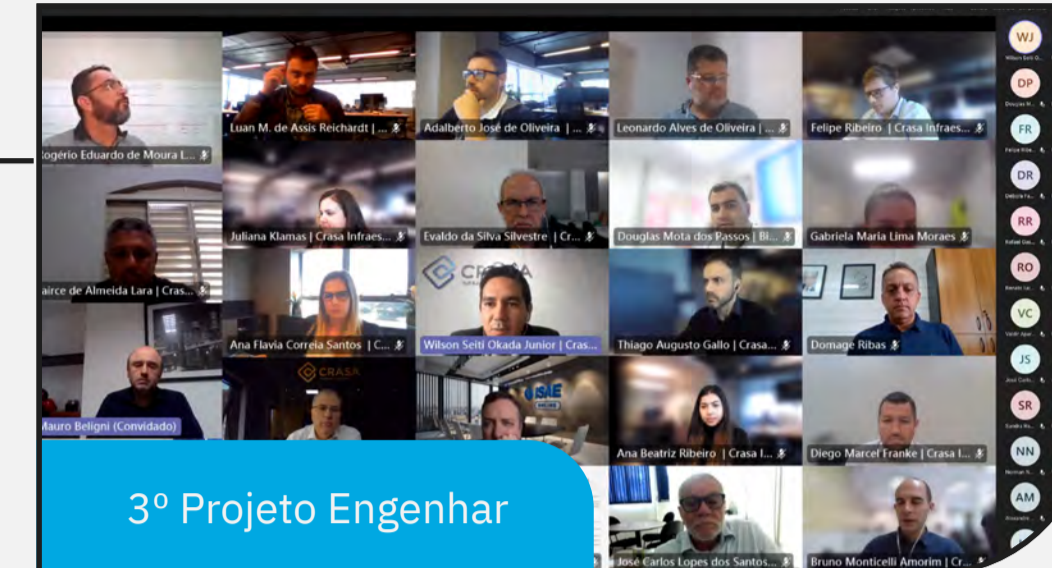 WJ
DP
FR
DR
RR
RO
VC
JS
SR
NN
AM
Rogério Eduardo de Moura L...
Luan M. de Assis Reichardt | ...
Adalberto José de Oliveira | ...
Leonardo Alves de Oliveira | ...
Felipe Ribeiro | Crasa Infraes...
airce de Almeida Lara | Cras...
Juliana Klamas | Crasa Infraes...
Evaldo da Silva Silvestre | Cr...
Douglas Mota dos Passos | Bi...
Gabriela Maria Lima Moraes
CRASA
Ana Flavia Correia Santos | C...
Wilson Seiti Okada Junior | Cras...
Thiago Augusto Gallo | Crasa...
Domage Ribas
CRASA
ISAE
Mauro Beligni (Convidado)
Ana Beatriz Ribeiro | Crasa I...
Diego Marcel Franke | Crasa I...
José Carlos Lopes dos Santos...
Bruno Monticelli Amorim | Cr...
3º Projeto Engenhar